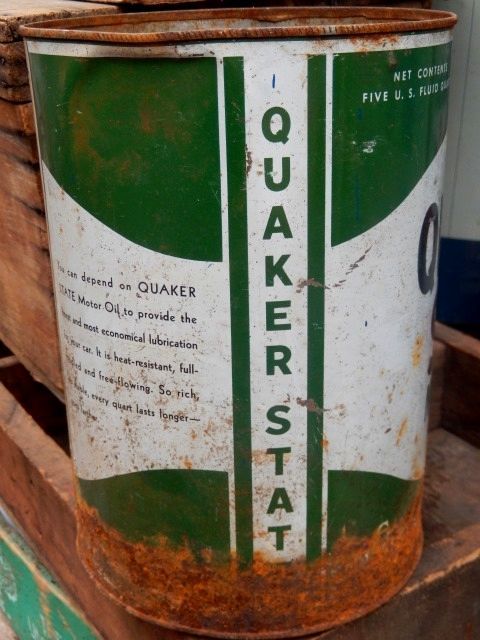 NET CONTENTS
FIVE U. S. FLUID
QUAKER STAT
can depend on QUAKER
STATE Motor Oil to provide the
and most economical lubrication
your car. It is heat-resistant, full-
and free-flowing. So rich,
every quart lasts longer—
Q